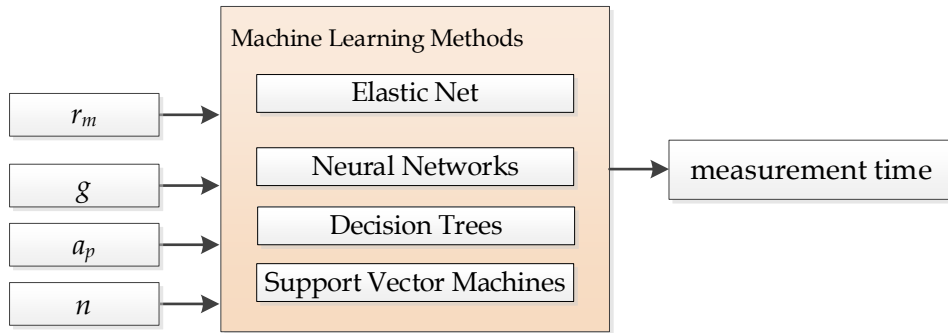 Machine Learning Methods
Elastic Net
r_m
Neural Networks
measurement time
g
Decision Trees
a_p
Support Vector Machines
n